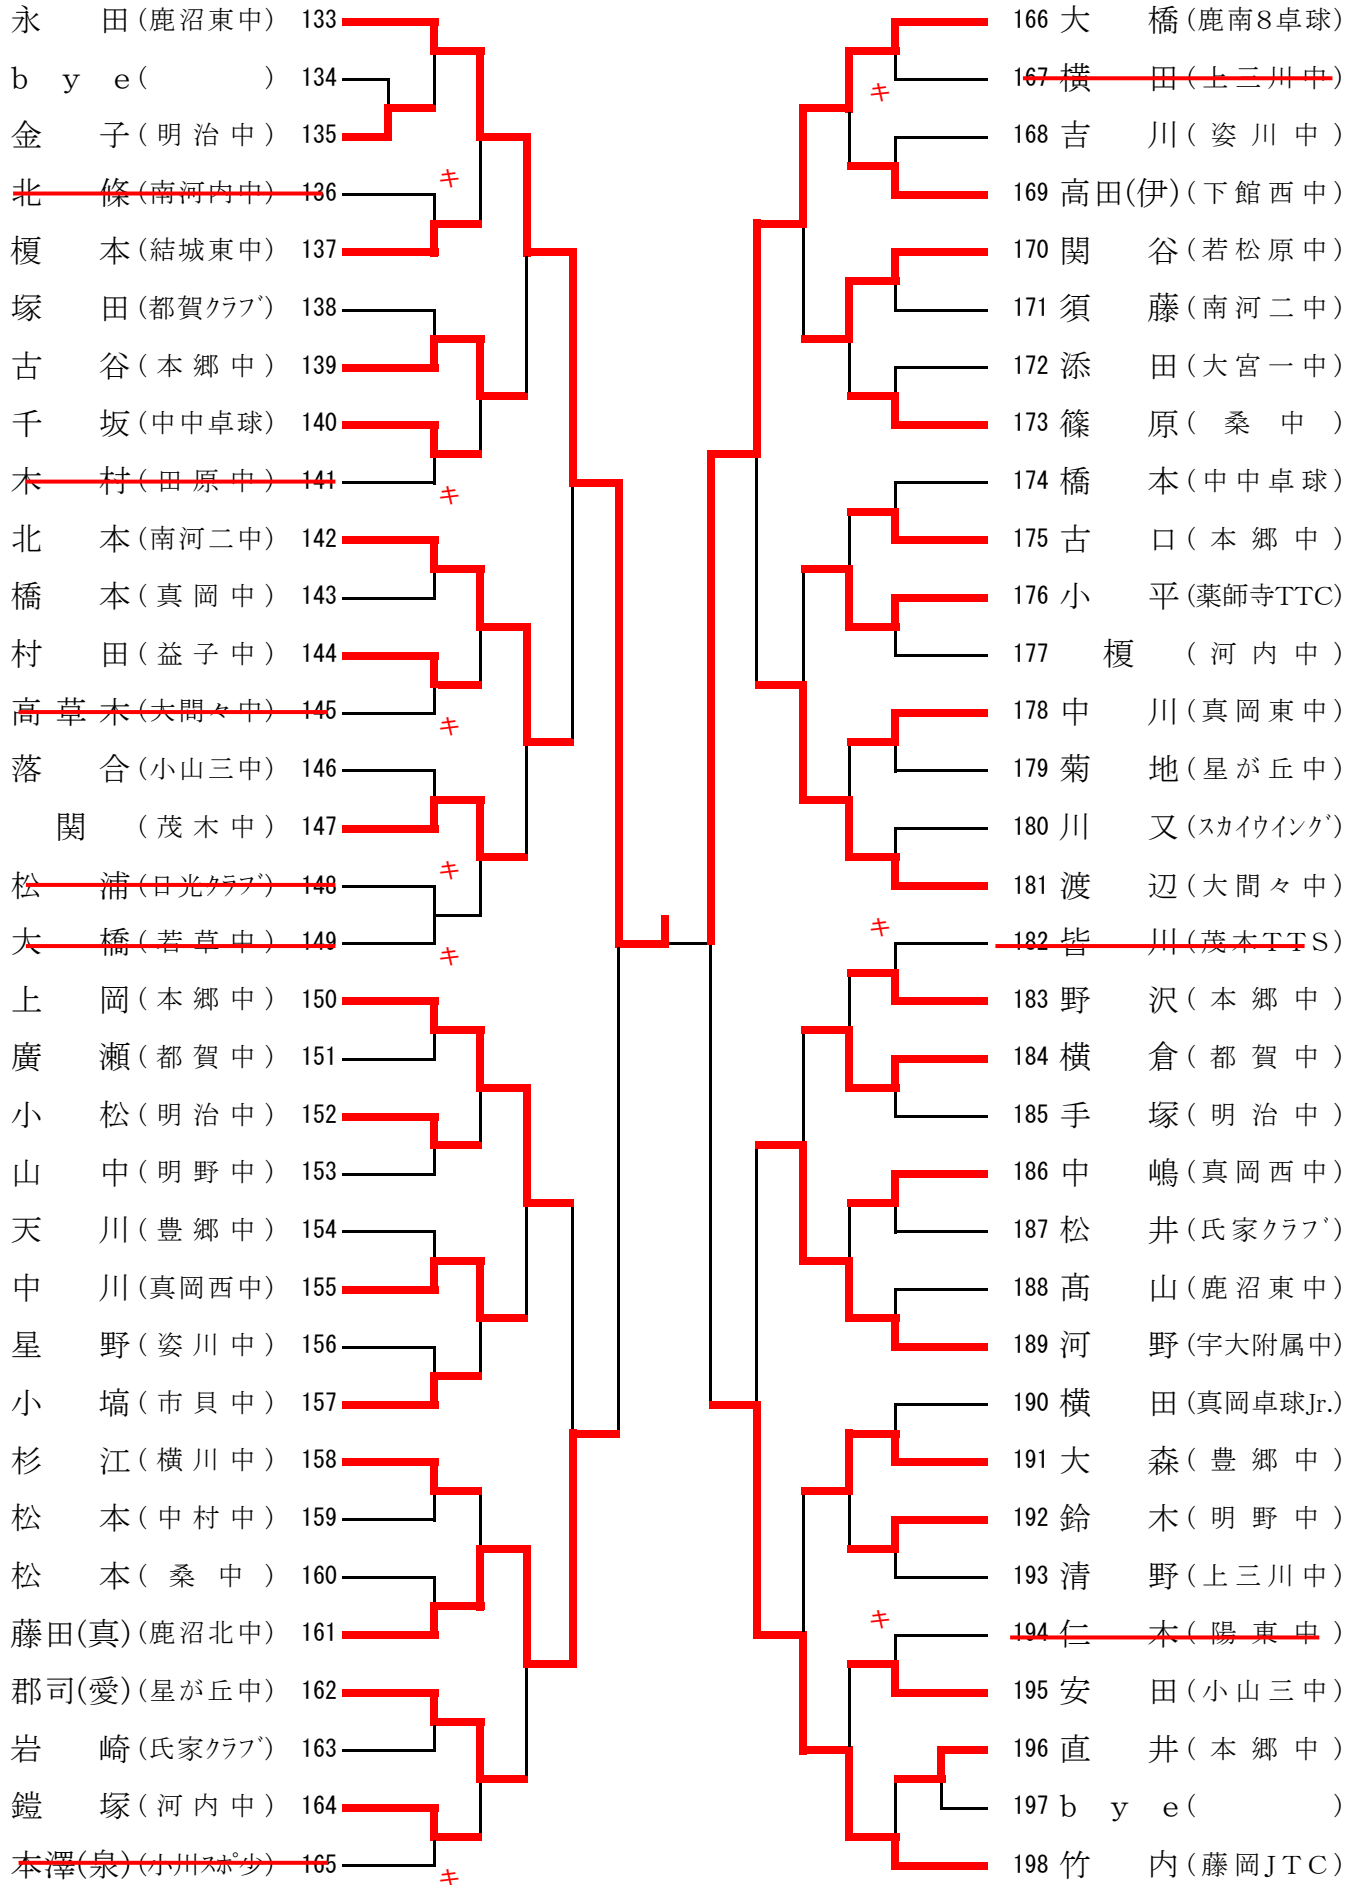 永 田 (鹿沼東中) 133
b y e ( ) 134
金 子 (明治中) 135
キ
北 條 (南河内中) 136
榎 本 (結城東中) 137
塚 田 (都賀クラブ) 138
古 谷 (本郷中) 139
千 坂 (中中卓球) 140
木 村 (田原中) 141
キ
北 本 (南河二中) 142
橋 本 (真岡中) 143
村 田 (益子中) 144
高草木 (大間々中) 145
キ
落 合 (小山三中) 146
関 (茂木中) 147
キ
松 浦 (日光クラブ) 148
大 橋 (若草中) 149
キ
上 岡 (本郷中) 150
廣 瀬 (都賀中) 151
小 松 (明治中) 152
山 中 (明野中) 153
天 川 (豊郷中) 154
中 川 (真岡西中) 155
星 野 (姿川中) 156
小 塙 (市貝中) 157
杉 江 (横川中) 158
松 本 (中村中) 159
松 本 (桑中) 160
藤田(真) (鹿沼北中) 161
郡司(愛) (星が丘中) 162
岩 崎 (氏家クラブ) 163
鎧 塚 (河内中) 164
本澤(泉) (小川スポ少) 165
キ
166 大 橋 (鹿南8卓球)
167 横 田 (上三川中)
キ
168 吉 川 (姿川中)
169 高田(伊) (下館西中)
170 関 谷 (若松原中)
171 須 藤 (南河二中)
172 添 田 (大宮一中)
173 篠 原 (桑中)
174 橋 本 (中中卓球)
175 古 口 (本郷中)
176 小 平 (薬師寺TTC)
177 榎 (河内中)
178 中 川 (真岡東中)
179 菊 地 (星が丘中)
180 川 又 (スカイウイング)
181 渡 辺 (大間々中)
キ
182 皆 川 (茂木TTS)
183 野 沢 (本郷中)
184 横 倉 (都賀中)
185 手 塚 (明治中)
186 中 嶋 (真岡西中)
187 松 井 (氏家クラブ)
188 髙 山 (鹿沼東中)
189 河 野 (宇大附属中)
190 横 田 (真岡卓球Jr.)
191 大 森 (豊郷中)
192 鈴 木 (明野中)
193 清 野 (上三川中)
キ
194 仁 木 (陽東中)
195 安 田 (小山三中)
196 直 井 (本郷中)
197 b y e ( )
198 竹 内 (藤岡JTC)